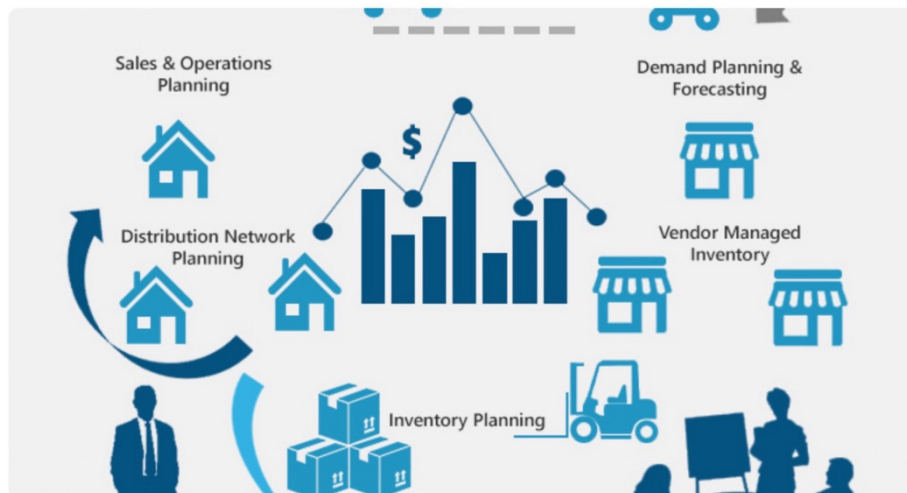 Sales & Operations
Planning
Demand Planning &
Forecasting
$
Distribution Network
Planning
Vendor Managed
Inventory
Inventory Planning